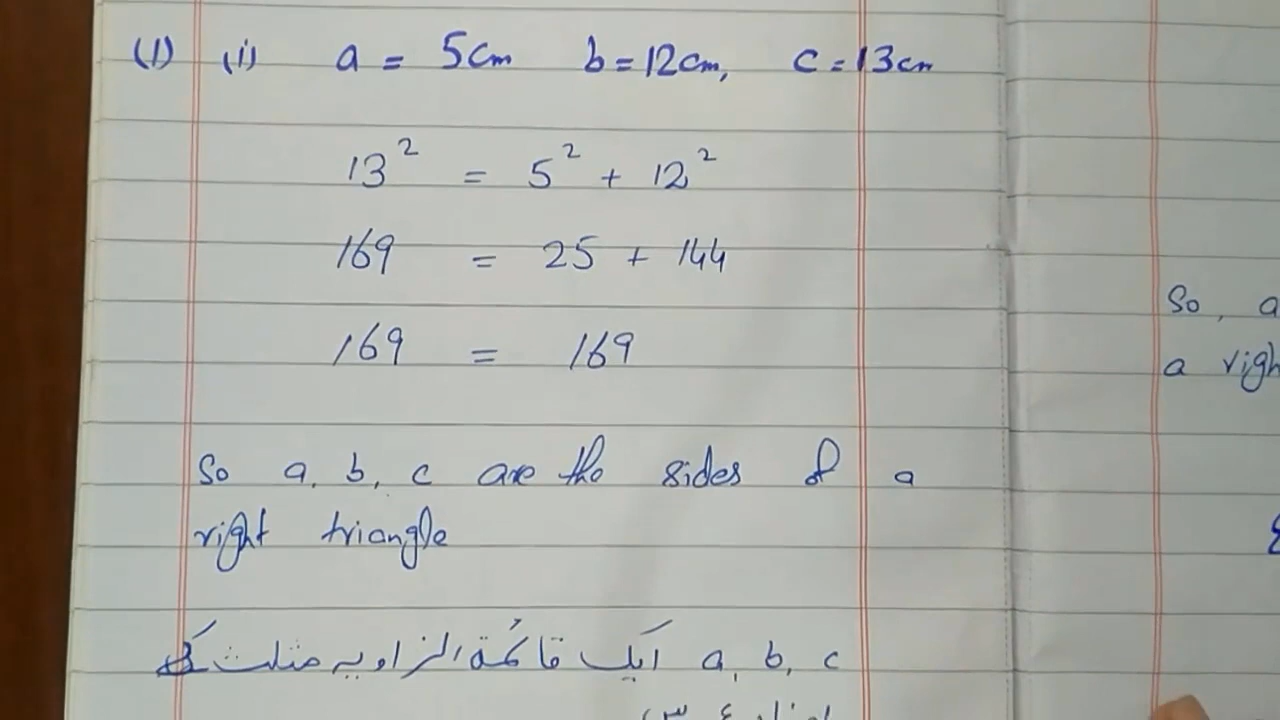 (1) (i) a = 5cm b = 12cm, c = 13cm
13² = 5² + 12²
169 = 25 + 144
169 = 169
So a, b, c are the sides of a
right triangle
a, b, c ایک قائمۃ الزاویہ مثلث کے
So, a
a righ